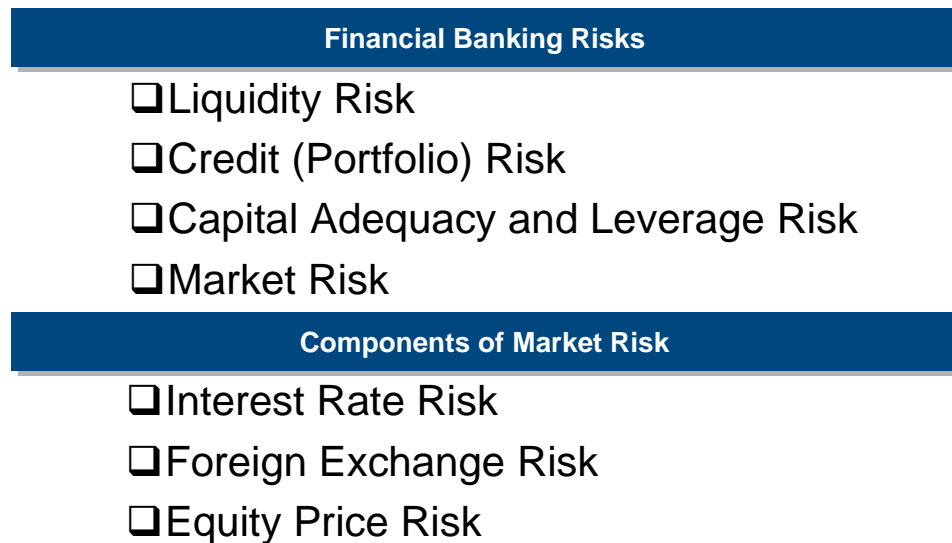 Financial Banking Risks
❑Liquidity Risk
❑Credit (Portfolio) Risk
❑Capital Adequacy and Leverage Risk
❑Market Risk
Components of Market Risk
❑Interest Rate Risk
❑Foreign Exchange Risk
❑Equity Price Risk